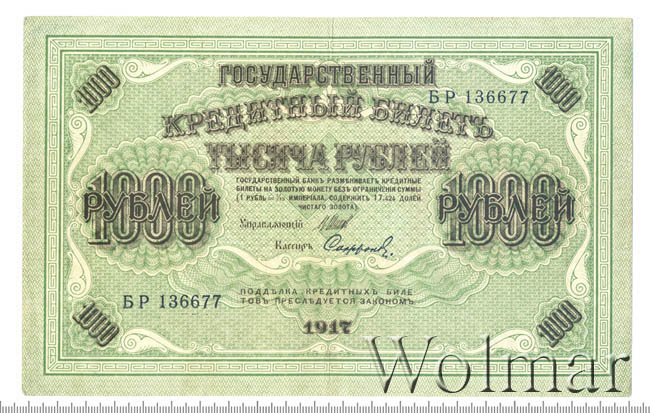 1000
ГОСУДАРСТВЕННЫЙ
1000
БР 136677
КРЕДИТНЫЙ БИЛЕТЪ
ТЫСЯЧА РУБЛЕЙ
ГОСУДАРСТВЕННЫЙ БАНКЪ РАЗМѢНИВАЕТЪ КРЕДИТНЫЕ
БИЛЕТЫ НА ЗОЛОТУЮ МОНЕТУ БЕЗЪ ОГРАНИЧЕНІЯ СУММЫ
(1 РУБЛЬ = 1/15 ИМПЕРІАЛА, СОДЕРЖИТЪ 17,424 ДОЛЕЙ
ЧИСТАГО ЗОЛОТА)
1000 РУБЛЕЙ
1000 РУБЛЕЙ
Управляющій
Кассиръ Сафронов
БР 136677
ПОДДѢЛКА КРЕДИТНЫХЪ БИЛЕ-
ТОВЪ ПРЕСЛѢДУЕТСЯ ЗАКОНОМЪ.
1000
1917
1000
Wolmar